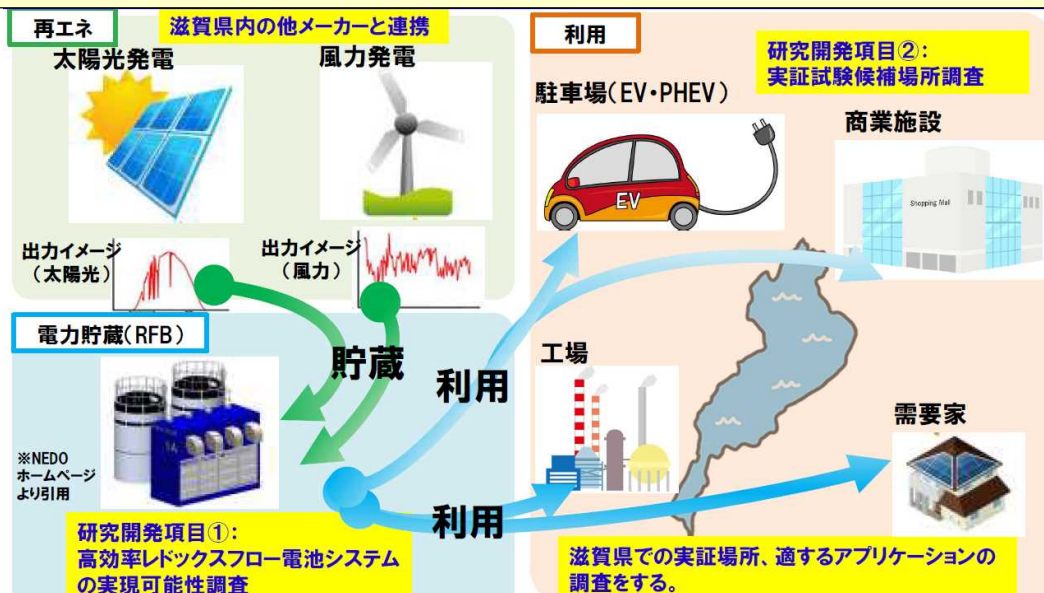 再エネ
滋賀県内の他メーカーと連携
太陽光発電
風力発電
出力イメージ
（太陽光）
出力イメージ
（風力）
電力貯蔵(RFB)
貯蔵
※NEDO
ホームページ
より引用
研究開発項目①：
高効率レドックスフロー電池システム
の実現可能性調査
利用
利用
利用
研究開発項目②：
実証試験候補場所調査
駐車場(EV・PHEV)
EV
商業施設
Shopping Mall
工場
需要家
滋賀県での実証場所、適するアプリケーションの
調査をする。